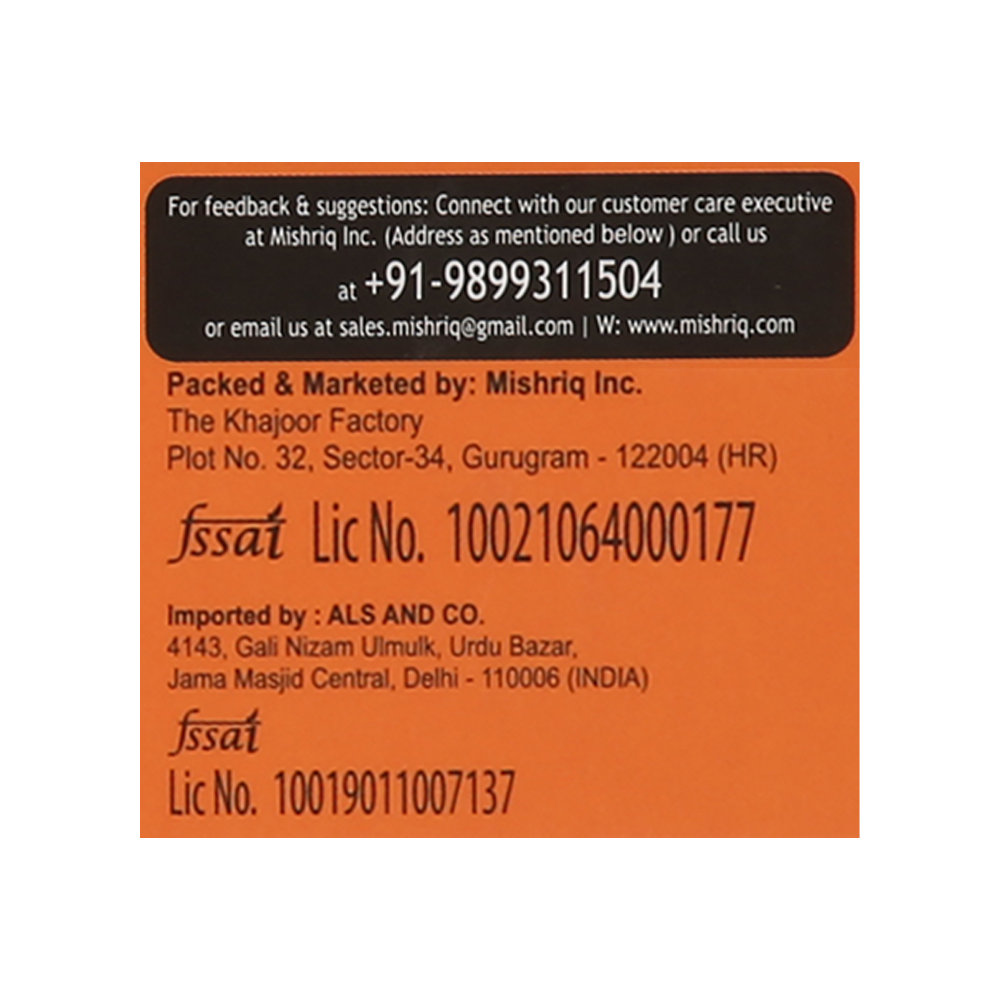 For feedback & suggestions: Connect with our customer care executive
at Mishriq Inc. (Address as mentioned below ) or call us
at +91-9899311504
or email us at sales.mishriq@gmail.com | W: www.mishriq.com
Packed & Marketed by: Mishriq Inc.
The Khajoor Factory
Plot No. 32, Sector-34, Gurugram - 122004 (HR)
fssai Lic No. 10021064000177
Imported by : ALS AND CO.
4143, Gali Nizam Ulmulk, Urdu Bazar,
Jama Masjid Central, Delhi - 110006 (INDIA)
fssai
Lic No. 10019011007137